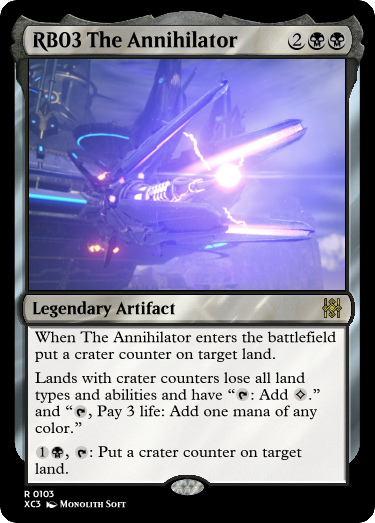 RB03 The Annihilator 2
Legendary Artifact
When The Annihilator enters the battlefield
put a crater counter on target land.
Lands with crater counters lose all land
types and abilities and have “: Add .”
and “, Pay 3 life: Add one mana of any
color.”
1, : Put a crater counter on target
land.
R 0103
XC3 Monolith Soft